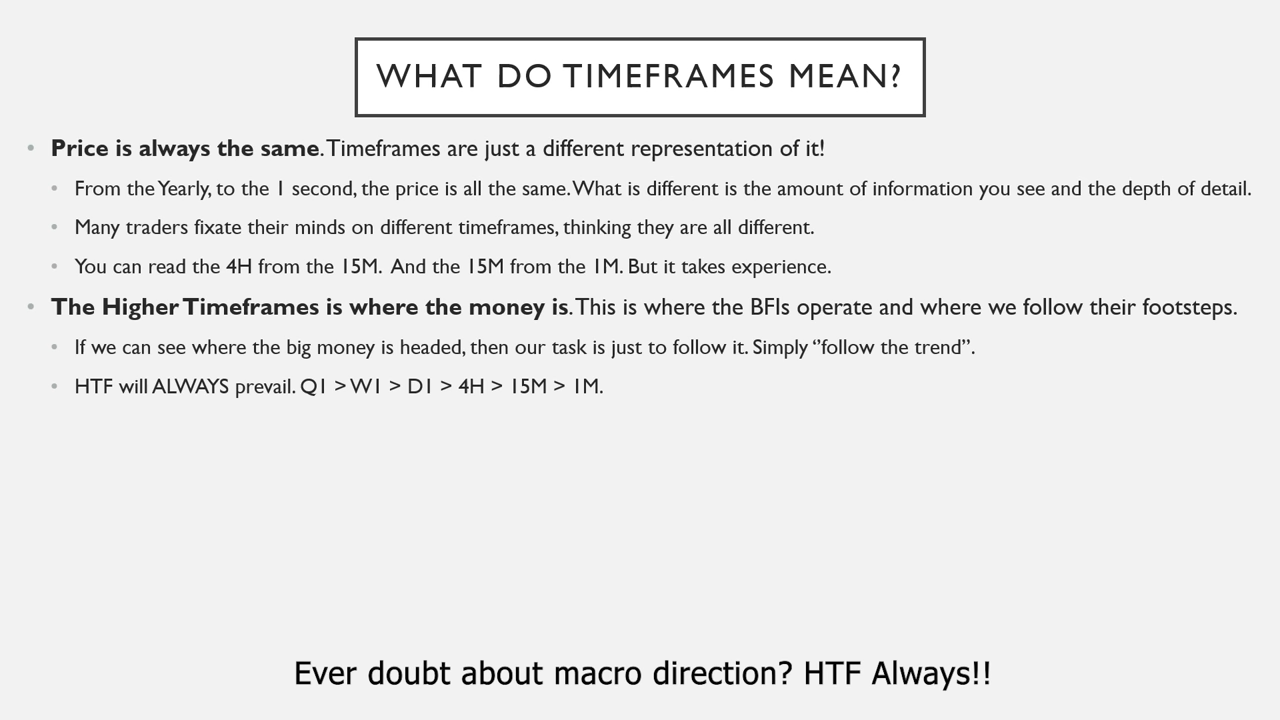 WHAT DO TIMEFRAMES MEAN?
• Price is always the same. Timeframes are just a different representation of it!
• From the Yearly, to the 1 second, the price is all the same. What is different is the amount of information you see and the depth of detail.
• Many traders fixate their minds on different timeframes, thinking they are all different.
• You can read the 4H from the 15M. And the 15M from the 1M. But it takes experience.
• The Higher Timeframes is where the money is. This is where the BFIs operate and where we follow their footsteps.
• If we can see where the big money is headed, then our task is just to follow it. Simply ‘’follow the trend’’.
• HTF will ALWAYS prevail. Q1 > W1 > D1 > 4H > 15M > 1M.
Ever doubt about macro direction? HTF Always!!